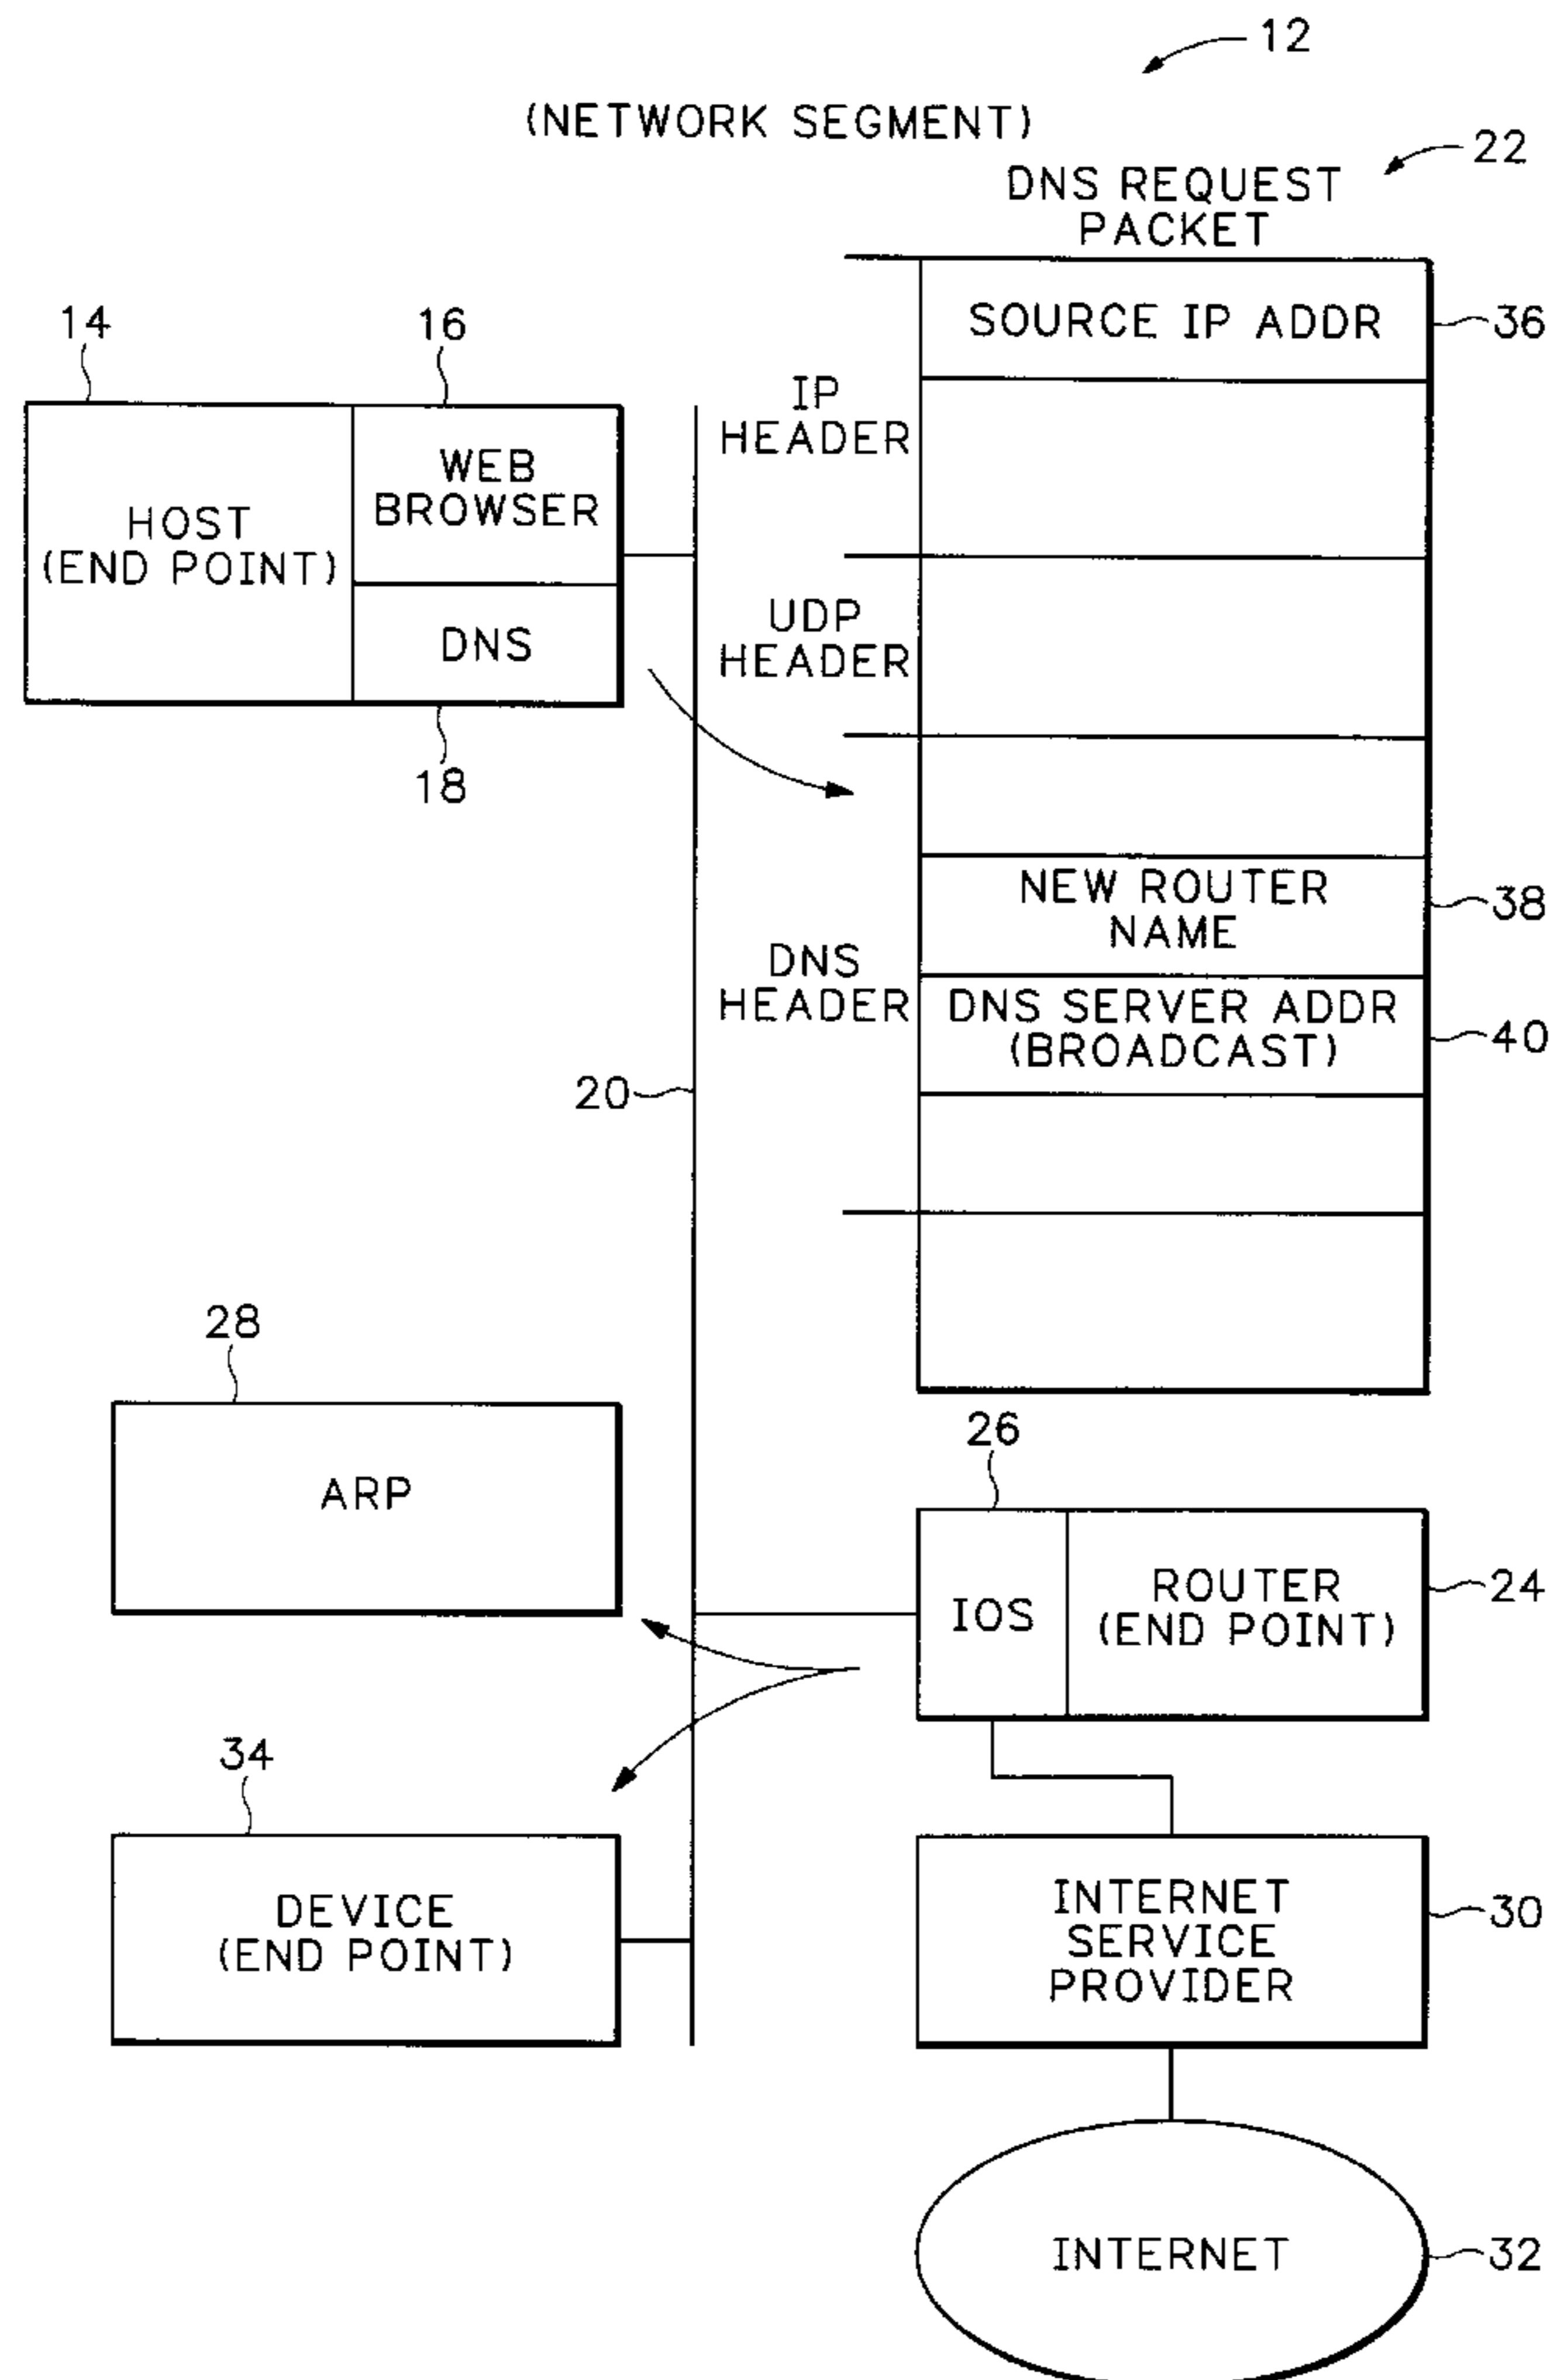 12
(NETWORK SEGMENT)
22
DNS REQUEST
PACKET
14
16
HOST
(END POINT)
WEB
BROWSER
DNS
18
IP
HEADER
SOURCE IP ADDR
36
UDP
HEADER
DNS
HEADER
NEW ROUTER
NAME
38
DNS SERVER ADDR
(BROADCAST)
40
20
28
ARP
26
IOS
ROUTER
(END POINT)
24
34
DEVICE
(END POINT)
INTERNET
SERVICE
PROVIDER
30
INTERNET
32